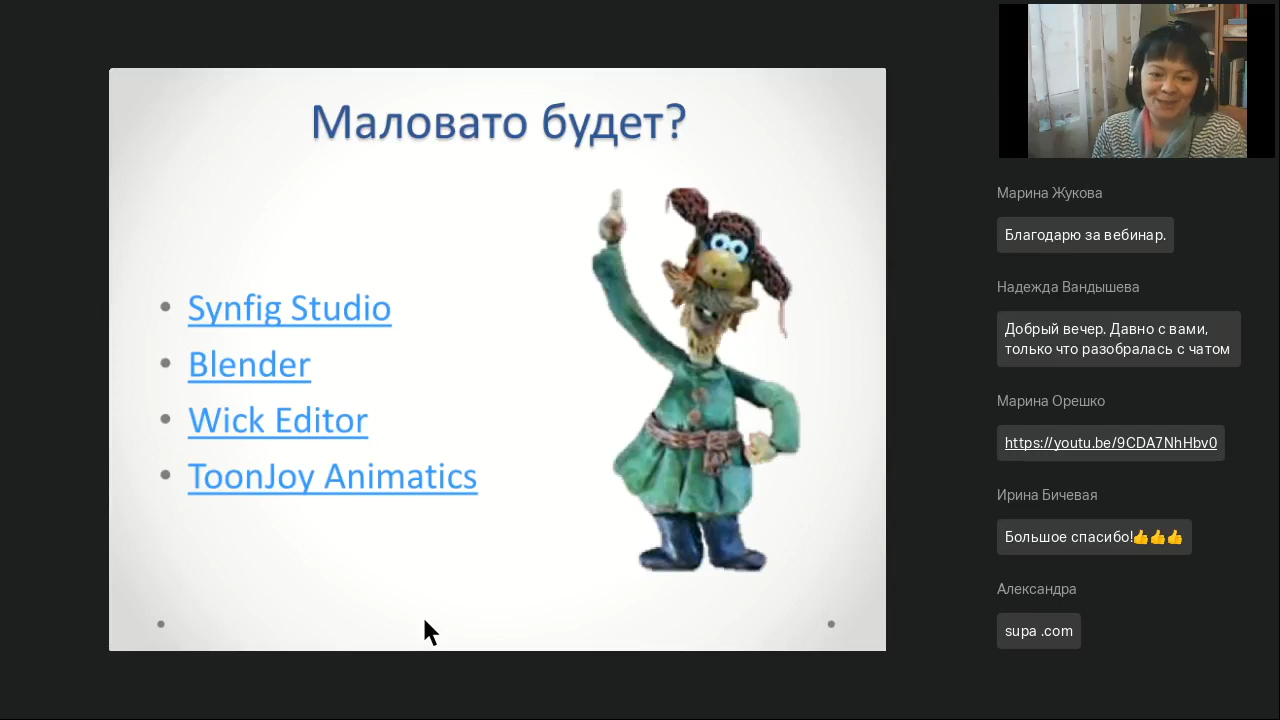 Маловато будет?
Synfig Studio
Blender
Wick Editor
ToonJoy Animatics
Марина Жукова
Благодарю за вебинар.
Надежда Вандышева
Добрый вечер. Давно с вами,
только что разобралась с чатом
Марина Орешко
https://youtu.be/9CDA7NhHbv0
Ирина Бичевая
Большое спасибо!👍👍👍
Александра
supa .com